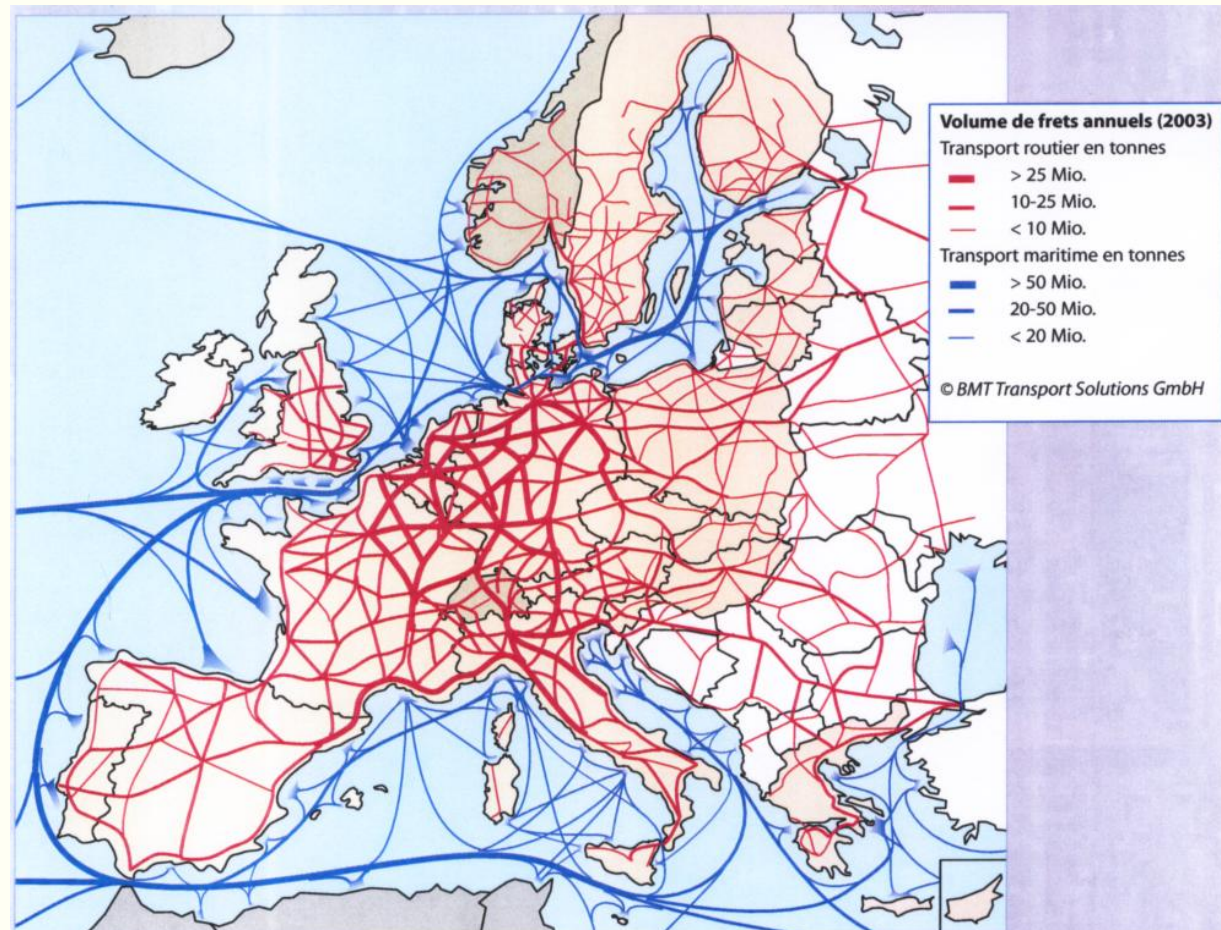 Volume de frets annuels (2003)
Transport routier en tonnes
> 25 Mio.
10-25 Mio.
< 10 Mio.
Transport maritime en tonnes
> 50 Mio.
20-50 Mio.
< 20 Mio.
© BMT Transport Solutions GmbH